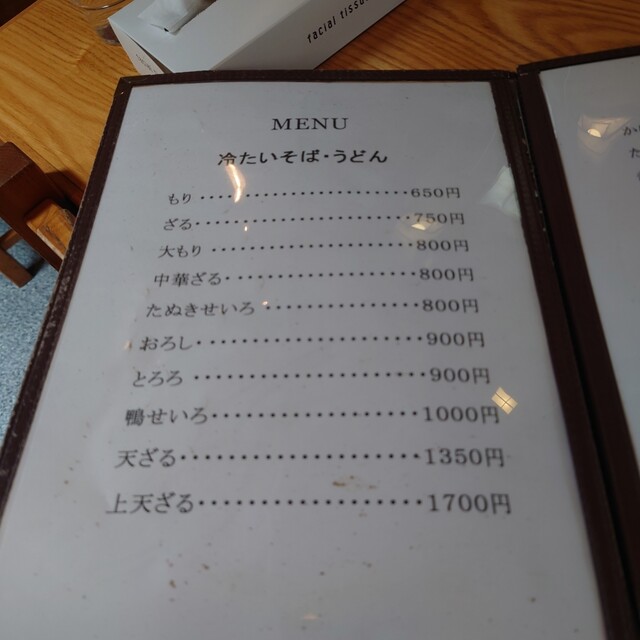 facial tissue
MENU
冷たいそば・うどん
もり・・・・・・・・・・・・・・・・・・・・・・650円
ざる・・・・・・・・・・・・・・・・・・・・・・750円
大もり・・・・・・・・・・・・・・・・・・・・800円
中華ざる・・・・・・・・・・・・・・・・・・・800円
たぬきせいろ・・・・・・・・・・・・・・・800円
おろし・・・・・・・・・・・・・・・・・・・・・900円
とろろ・・・・・・・・・・・・・・・・・・・・・900円
鴨せいろ・・・・・・・・・・・・・・・・・・・1000円
天ざる・・・・・・・・・・・・・・・・・・・・・1350円
上天ざる・・・・・・・・・・・・・・・・・・・1700円
か
た